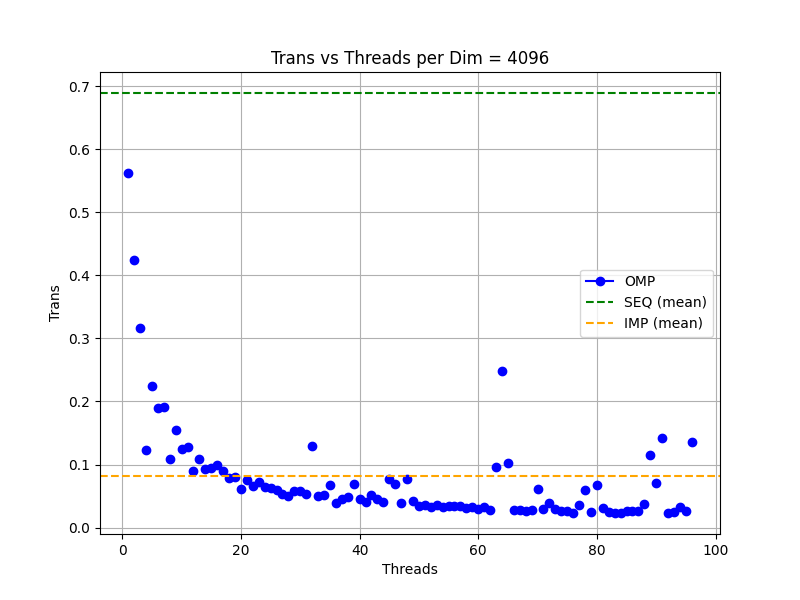 Trans vs Threads per Dim = 4096
0.7
0.6
0.5
0.4
0.3
0.2
0.1
0.0
Trans
OMP
SEQ (mean)
IMP (mean)
0 20 40 60 80 100
Threads